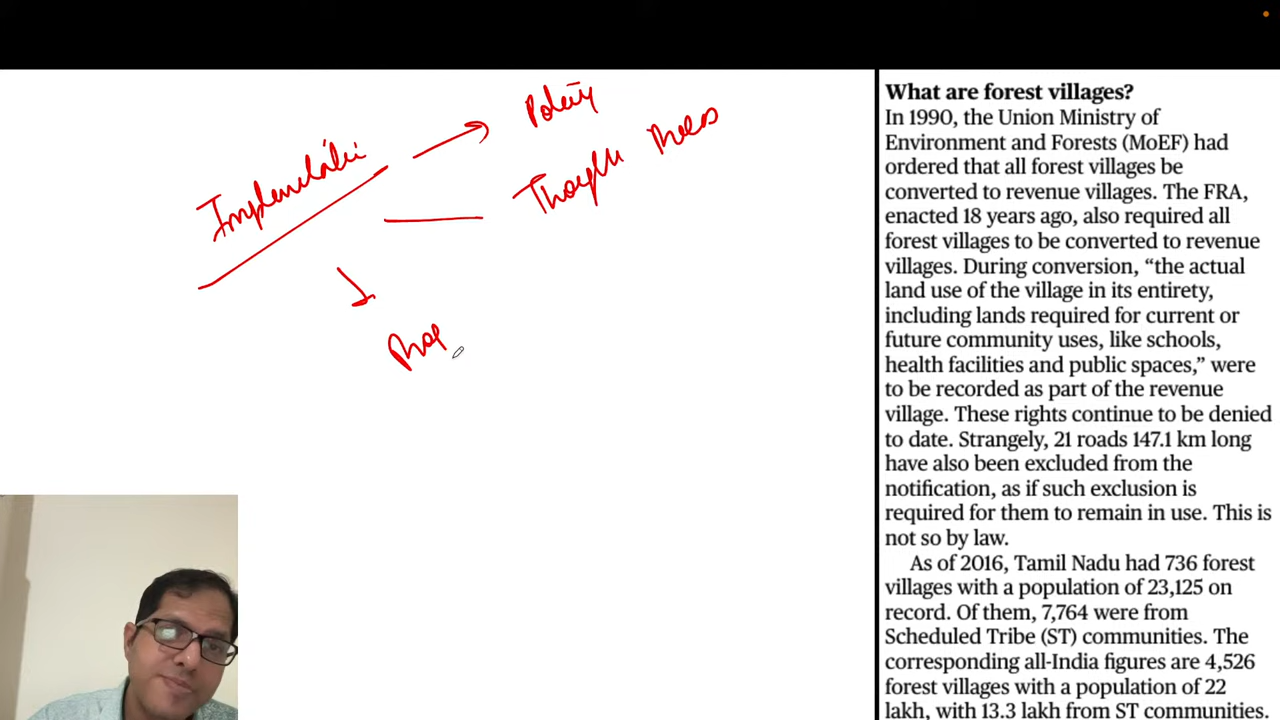 Implementati
Thought Process
What are forest villages?
In 1990, the Union Ministry of
Environment and Forests (MoEF) had
ordered that all forest villages be
converted to revenue villages. The FRA,
enacted 18 years ago, also required all
forest villages to be converted to revenue
villages. During conversion, “the actual
land use of the village in its entirety,
including lands required for current or
future community uses, like schools,
health facilities and public spaces,” were
to be recorded as part of the revenue
village. These rights continue to be denied
to date. Strangely, 21 roads 147.1 km long
have also been excluded from the
notification, as if such exclusion is
required for them to remain in use. This is
not so by law.
As of 2016, Tamil Nadu had 736 forest
villages with a population of 23,125 on
record. Of them, 7,764 were from
Scheduled Tribe (ST) communities. The
corresponding all-India figures are 4,526
forest villages with a population of 22
lakh, with 13.3 lakh from ST communities.